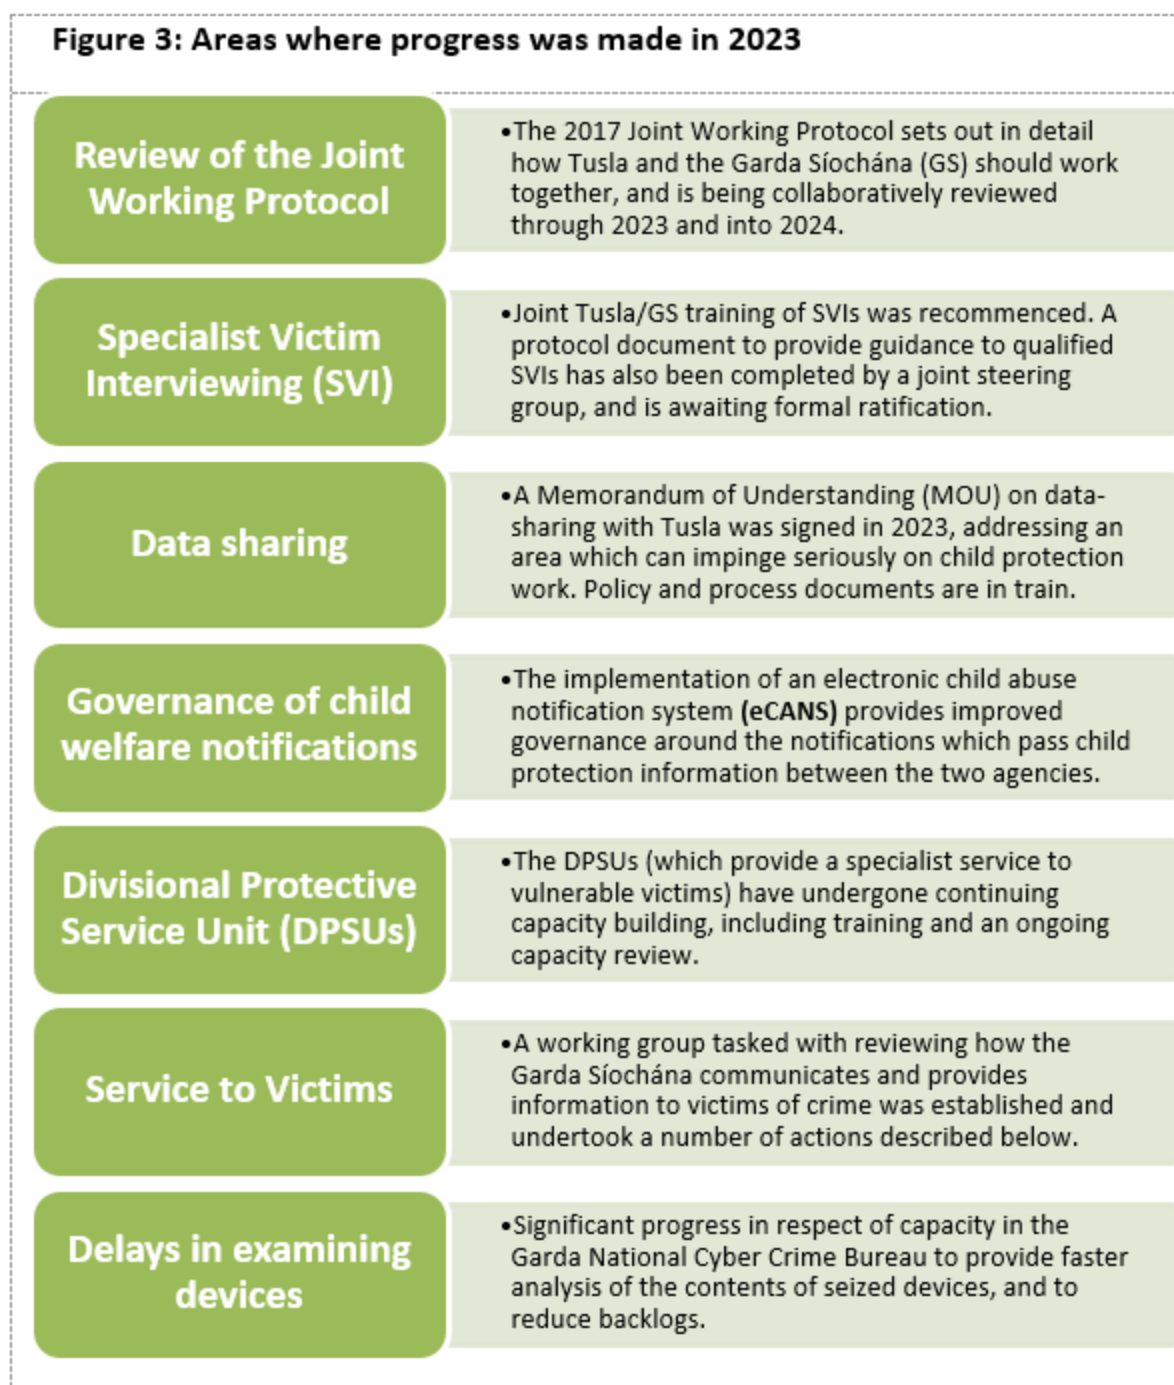 Figure 3: Areas where progress was made in 2023
Review of the Joint
Working Protocol
•The 2017 Joint Working Protocol sets out in detail
how Tusla and the Garda Síochána (GS) should work
together, and is being collaboratively reviewed
through 2023 and into 2024.
Specialist Victim
Interviewing (SVI)
•Joint Tusla/GS training of SVIs was recommenced. A
protocol document to provide guidance to qualified
SVIs has also been completed by a joint steering
group, and is awaiting formal ratification.
Data sharing
•A Memorandum of Understanding (MOU) on data-
sharing with Tusla was signed in 2023, addressing an
area which can impinge seriously on child protection
work. Policy and process documents are in train.
Governance of child
welfare notifications
•The implementation of an electronic child abuse
notification system (eCANS) provides improved
governance around the notifications which pass child
protection information between the two agencies.
Divisional Protective
Service Unit (DPSUs)
•The DPSUs (which provide a specialist service to
vulnerable victims) have undergone continuing
capacity building, including training and an ongoing
capacity review.
Service to Victims
•A working group tasked with reviewing how the
Garda Síochána communicates and provides
information to victims of crime was established and
undertook a number of actions described below.
Delays in examining
devices
•Significant progress in respect of capacity in the
Garda National Cyber Crime Bureau to provide faster
analysis of the contents of seized devices, and to
reduce backlogs.